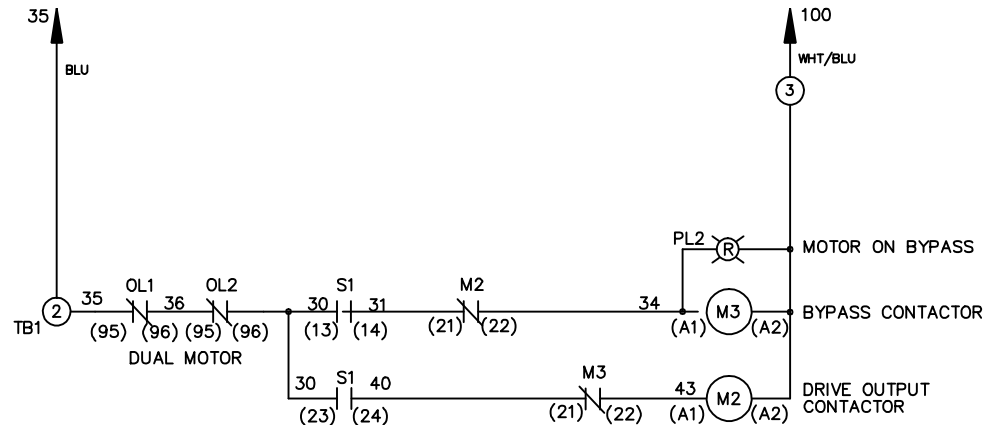 35
100
BLU
WHT/BLU
3
PL2
R
MOTOR ON BYPASS
35
OL1
36
OL2
30
S1
31
M2
34
M3
BYPASS CONTACTOR
2
TB1
(95)
(96)
(95)
(96)
(13)
(14)
(21)
(22)
(A1)
(A2)
DUAL MOTOR
30
S1
40
M3
43
M2
DRIVE OUTPUT
CONTACTOR
(23)
(24)
(21)
(22)
(A1)
(A2)